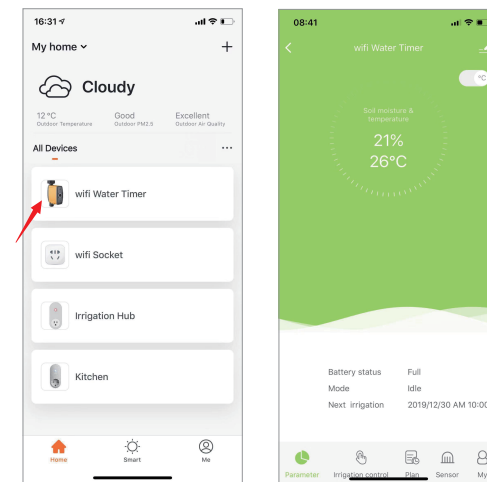 16:31
My home
Cloudy
12 °C
Good
Excellent
Outdoor Temperature
Outdoor PM2.5
Outdoor Air Quality
All Devices
wifi Water Timer
wifi Socket
Irrigation Hub
Kitchen
Home
Smart
Me
08:41
wifi Water Timer
°C
Soil moisture &
temperature
21%
26°C
Battery status Full
Mode Idle
Next irrigation 2019/12/30 AM 10:00
Parameter
Irrigation control
Plan
Sensor
My